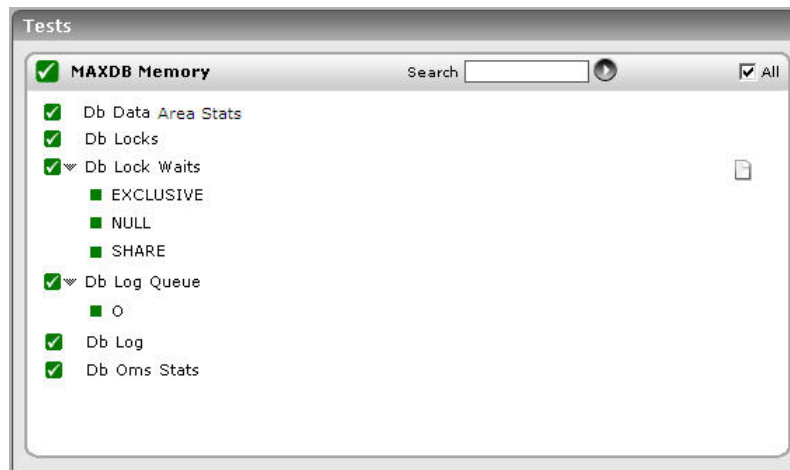 Tests
MAXDB Memory Search All
Db Data Area Stats
Db Locks
Db Lock Waits
EXCLUSIVE
NULL
SHARE
Db Log Queue
O
Db Log
Db Oms Stats